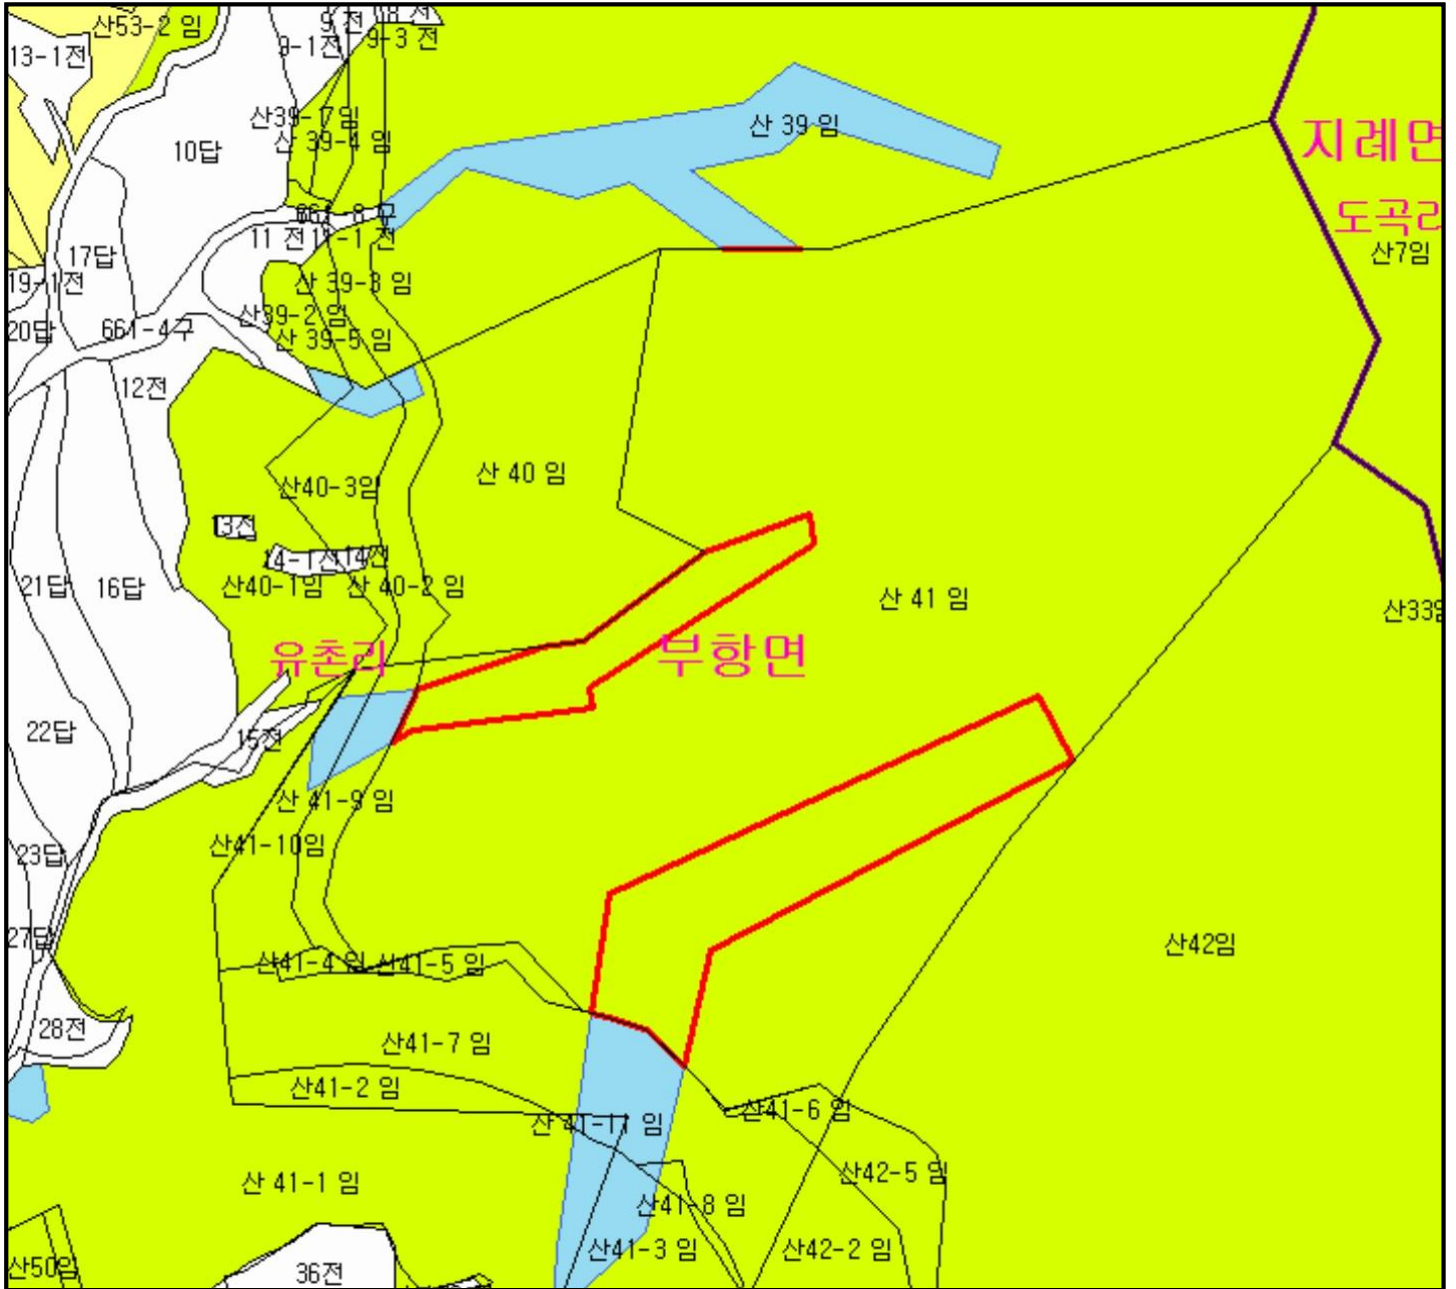 산53-2 임
9 전
18 전
13-1전
9-1전
9-3 전
산39-7임
산 39-4 임
산 39 임
10답
지례면
661-8 구
11 전
11-1 전
도곡리
17답
산7임
19-1전
산 39-3 임
산39-2 임
20답
661-4구
산 39-5 임
12전
산 40 임
산40-3임
13전
14-1전
14전
21답
16답
산40-1임
산 40-2 임
산 41 임
산33임
유촌리
부항면
22답
15전
산 41-9 임
산41-10임
23답
27답
산41-4 임
산41-5 임
산42임
28전
산41-7 임
산41-2 임
산41-6 임
산 41-11 임
산 41-1 임
산42-5 임
산41-8 임
산41-3 임
산42-2 임
산50임
36전